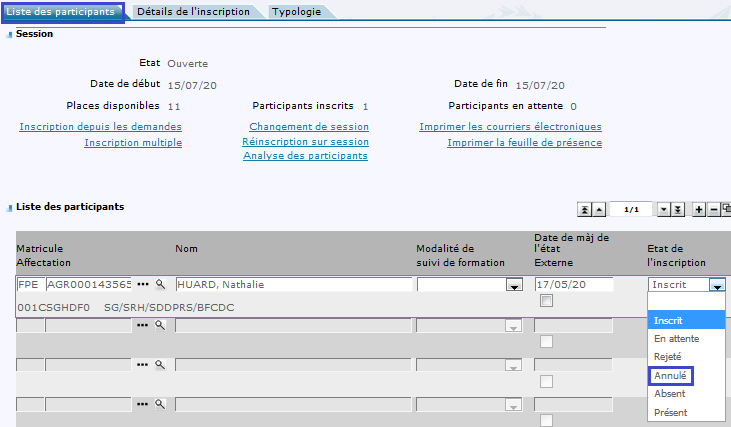 Liste des participants Détails de l'inscription Typologie
Session
Etat Ouverte
Date de début 15/07/20 Date de fin 15/07/20
Places disponibles 11 Participants inscrits 1 Participants en attente 0
Inscription depuis les demandes Changement de session Imprimer les courriers électroniques
Inscription multiple Réinscription sur session Imprimer la feuille de présence
Analyse des participants
Liste des participants 1/1
Matricule Nom Modalité de suivi de formation Date de màj de l'état Etat de l'inscription
Affectation Externe
FPE AGR000143565 HUARD, Nathalie 17/05/20 Inscrit
001CSGHDF0 SG/SRH/SDDPRS/BFCDC
Inscrit
En attente
Rejeté
Annulé
Absent
Présent